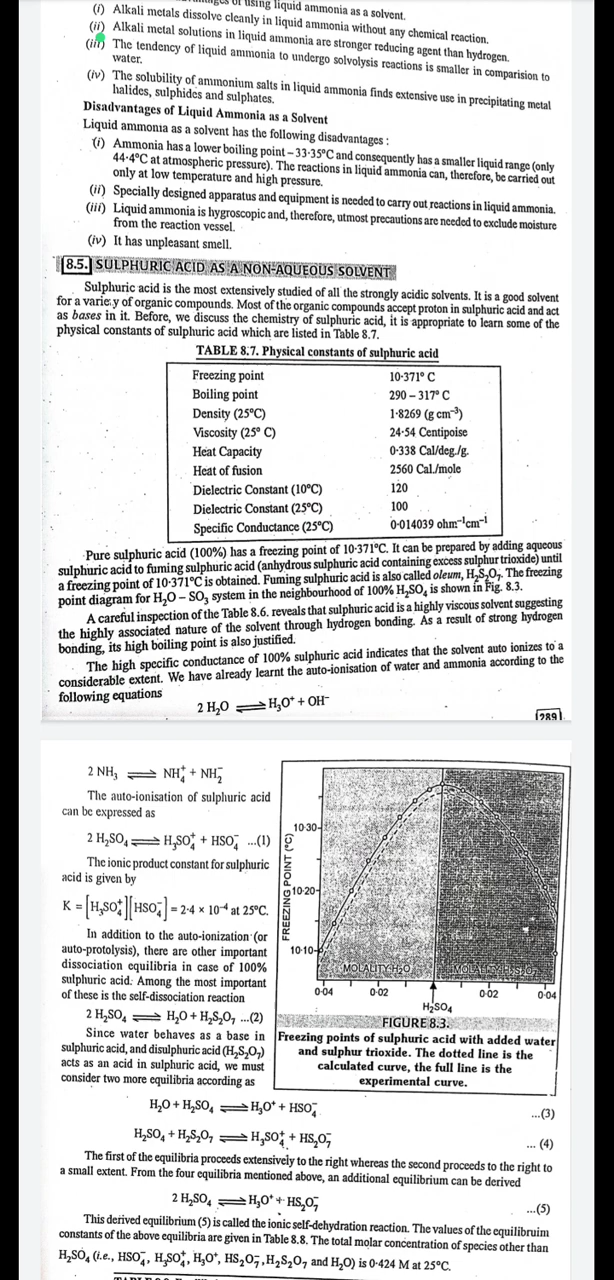 using liquid ammonia as a solvent.
(i) Alkali metals dissolve cleanly in liquid ammonia without any chemical reaction.
(ii) Alkali metal solutions in liquid ammonia are stronger reducing agent than hydrogen.
(iii) The tendency of liquid ammonia to undergo solvolysis reactions is smaller in comparision to
water.
(iv) The solubility of ammonium salts in liquid ammonia finds extensive use in precipitating metal
halides, sulphides and sulphates.
Disadvantages of Liquid Ammonia as a Solvent
Liquid ammonia as a solvent has the following disadvantages :
(i) Ammonia has a lower boiling point – 33·35°C and consequently has a smaller liquid range (only
44·4°C at atmospheric pressure). The reactions in liquid ammonia can, therefore, be carried out
only at low temperature and high pressure.
(ii) Specially designed apparatus and equipment is needed to carry out reactions in liquid ammonia.
(iii) Liquid ammonia is hygroscopic and, therefore, utmost precautions are needed to exclude moisture
from the reaction vessel.
(iv) It has unpleasant smell.
8.5. SULPHURIC ACID AS A NON-AQUEOUS SOLVENT
Sulphuric acid is the most extensively studied of all the strongly acidic solvents. It is a good solvent
for a variety of organic compounds. Most of the organic compounds accept proton in sulphuric acid and act
as bases in it. Before, we discuss the chemistry of sulphuric acid, it is appropriate to learn some of the
physical constants of sulphuric acid which are listed in Table 8.7.
TABLE 8.7. Physical constants of sulphuric acid
Freezing point 10·371° C
Boiling point 290 – 317° C
Density (25°C) 1·8269 (g cm⁻³)
Viscosity (25° C) 24·54 Centipoise
Heat Capacity 0·338 Cal/deg./g.
Heat of fusion 2560 Cal./mole
Dielectric Constant (10°C) 120
Dielectric Constant (25°C) 100
Specific Conductance (25°C) 0·014039 ohm⁻¹cm⁻¹
Pure sulphuric acid (100%) has a freezing point of 10·371°C. It can be prepared by adding aqueous
sulphuric acid to fuming sulphuric acid (anhydrous sulphuric acid containing excess sulphur trioxide) until
a freezing point of 10·371°C is obtained. Fuming sulphuric acid is also called oleum, H₂S₂O₇. The freezing
point diagram for H₂O – SO₃ system in the neighbourhood of 100% H₂SO₄ is shown in Fig. 8.3.
A careful inspection of the Table 8.6. reveals that sulphuric acid is a highly viscous solvent suggesting
the highly associated nature of the solvent through hydrogen bonding. As a result of strong hydrogen
bonding, its high boiling point is also justified.
The high specific conductance of 100% sulphuric acid indicates that the solvent auto ionizes to a
considerable extent. We have already learnt the auto-ionisation of water and ammonia according to the
following equations
2 H₂O ⇌ H₃O⁺ + OH⁻
289
2 NH₃ ⇌ NH₄⁺ + NH₂⁻
The auto-ionisation of sulphuric acid
can be expressed as
2 H₂SO₄ ⇌ H₃SO₄⁺ + HSO₄⁻ ...(1)
The ionic product constant for sulphuric
acid is given by
K = [H₃SO₄⁺][HSO₄⁻] = 2·4 × 10⁻⁴ at 25°C.
In addition to the auto-ionization (or
auto-protolysis), there are other important
dissociation equilibria in case of 100%
sulphuric acid. Among the most important
of these is the self-dissociation reaction
2 H₂SO₄ ⇌ H₂O + H₂S₂O₇ ...(2)
Since water behaves as a base in
sulphuric acid, and disulphuric acid (H₂S₂O₇)
acts as an acid in sulphuric acid, we must
consider two more equilibria according as
FREEZING POINT (°C)
10·30
10·20
10·10
MOLALITY H₂O
MOLALITY H₂S₂O₇
0·04 0·02 0·02 0·04
H₂SO₄
FIGURE 8.3.
Freezing points of sulphuric acid with added water
and sulphur trioxide. The dotted line is the
calculated curve, the full line is the
experimental curve.
H₂O + H₂SO₄ ⇌ H₃O⁺ + HSO₄⁻ ...(3)
H₂SO₄ + H₂S₂O₇ ⇌ H₃SO₄⁺ + HS₂O₇⁻ ... (4)
The first of the equilibria proceeds extensively to the right whereas the second proceeds to the right to
a small extent. From the four equilibria mentioned above, an additional equilibrium can be derived
2 H₂SO₄ ⇌ H₃O⁺ + HS₂O₇⁻ ...(5)
This derived equilibrium (5) is called the ionic self-dehydration reaction. The values of the equilibruim
constants of the above equilibria are given in Table 8.8. The total molar concentration of species other than
H₂SO₄ (i.e., HSO₄⁻, H₃SO₄⁺, H₃O⁺, HS₂O₇⁻, H₂S₂O₇ and H₂O) is 0·424 M at 25°C.